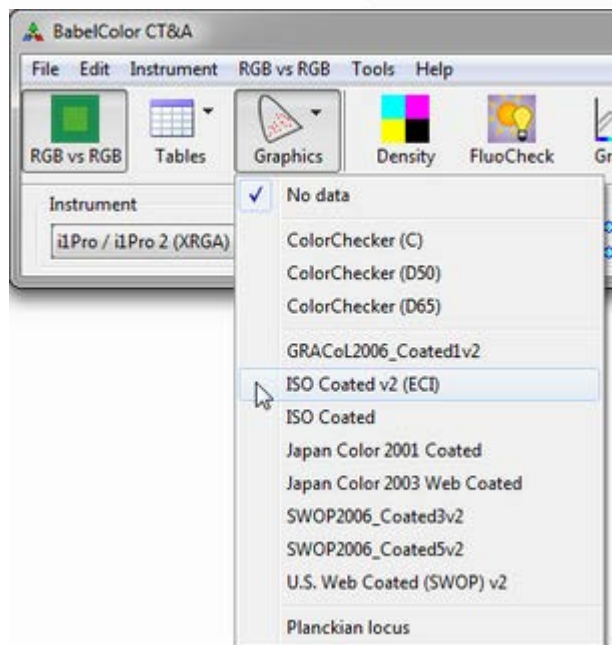 BabelColor CT&A
File Edit Instrument RGB vs RGB Tools Help
RGB vs RGB Tables Graphics Density FluoCheck Gr
Instrument
i1Pro / i1Pro 2 (XRGA)
No data
ColorChecker (C)
ColorChecker (D50)
ColorChecker (D65)
GRACoL2006_Coated1v2
ISO Coated v2 (ECI)
ISO Coated
Japan Color 2001 Coated
Japan Color 2003 Web Coated
SWOP2006_Coated3v2
SWOP2006_Coated5v2
U.S. Web Coated (SWOP) v2
Planckian locus